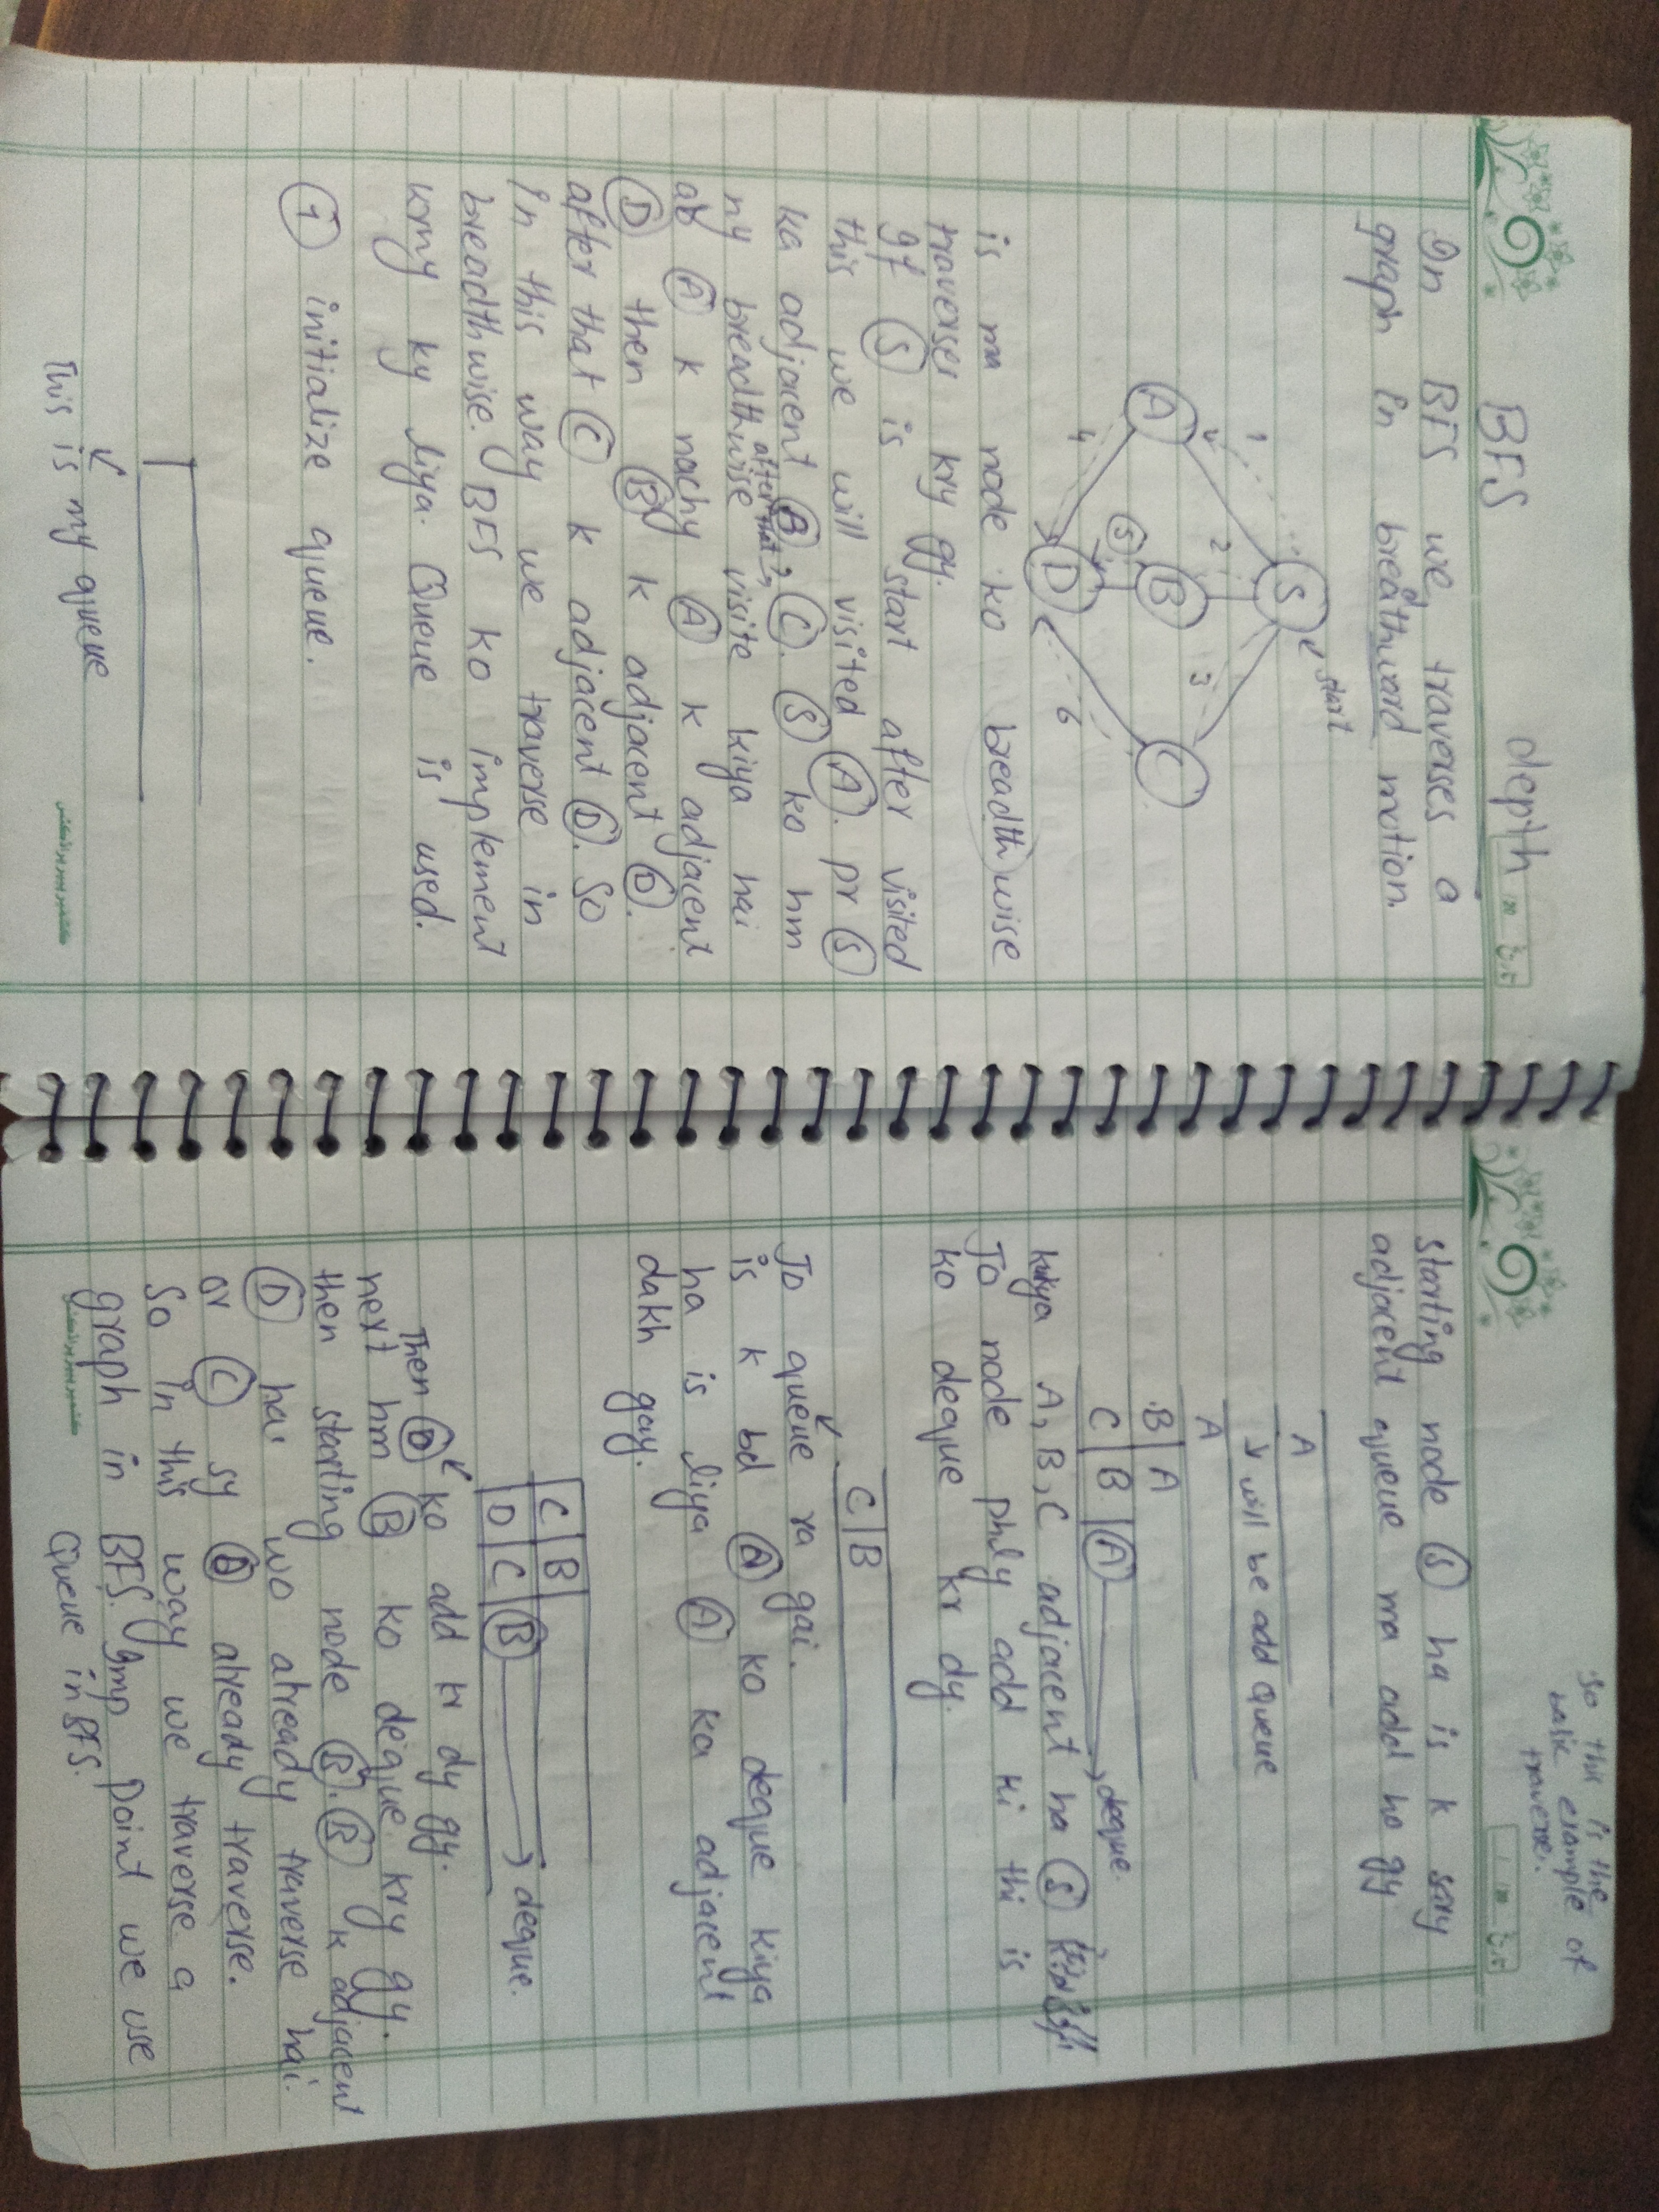 depth
BFS
In BFS we traverses a
graph in breathward motion.
start
S
1
2
3
A
B
C
5
4
6
D
is ma node ko breadthwise
traverses kry gy.
If S is start after visited
this we will visited A. pr S
ka adjacent B, C. S ko hm
after that
ny breadthwise visite kiya hai
ab A k nachy A k adjacent
D then B k adjacent D.
after that C k adjacent D. So
in this way we traverse in
breadthwise. BFS ko implement
krny ky liya. Queue is used.
1 initialize queue.
This is my queue
So this is the
basic example of
traverse.
starting node S ha is k sary
adjacent queue ma add ho gy
A
will be add queue
A
B A
C B A deque.
A, B, C adjacent ha S
To node phly add ki thi is
ko deque kr dy.
C B
To queue ra gai.
is k bd A ko deque kiya
ha is liya A ka adjacent
dakh gay.
C B
D C B deque.
Then D ko add kr dy gy.
next hm B ko deque kry gy.
then starting node B. B k adjacent
D hai wo already traverse hai.
or C sy D already traverse.
So in this way we traverse a
graph in BFS. Imp Point we use
Queue in BFS.